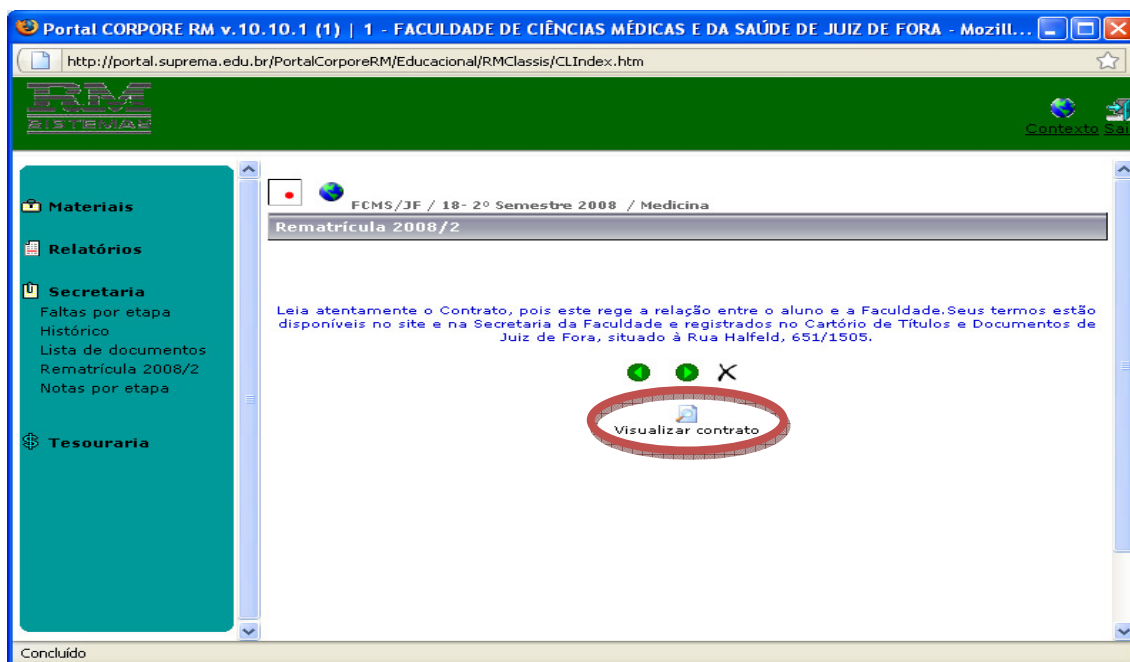 Portal CORPORE RM v.10.10.1 (1) | 1 - FACULDADE DE CIÊNCIAS MÉDICAS E DA SAÚDE DE JUIZ DE FORA - Mozill...
http://portal.suprema.edu.br/PortalCorporeRM/Educacional/RMClassis/CLIndex.htm
RM
SISTEMAS
Contexto
Materiais
Relatórios
Secretaria
Faltas por etapa
Histórico
Lista de documentos
Rematrícula 2008/2
Notas por etapa
Tesouraria
FCMS/JF / 18- 2º Semestre 2008 / Medicina
Rematrícula 2008/2
Leia atentamente o Contrato, pois este rege a relação entre o aluno e a Faculdade.Seus termos estão
disponíveis no site e na Secretaria da Faculdade e registrados no Cartório de Títulos e Documentos de
Juiz de Fora, situado à Rua Halfeld, 651/1505.
Visualizar contrato
Concluído